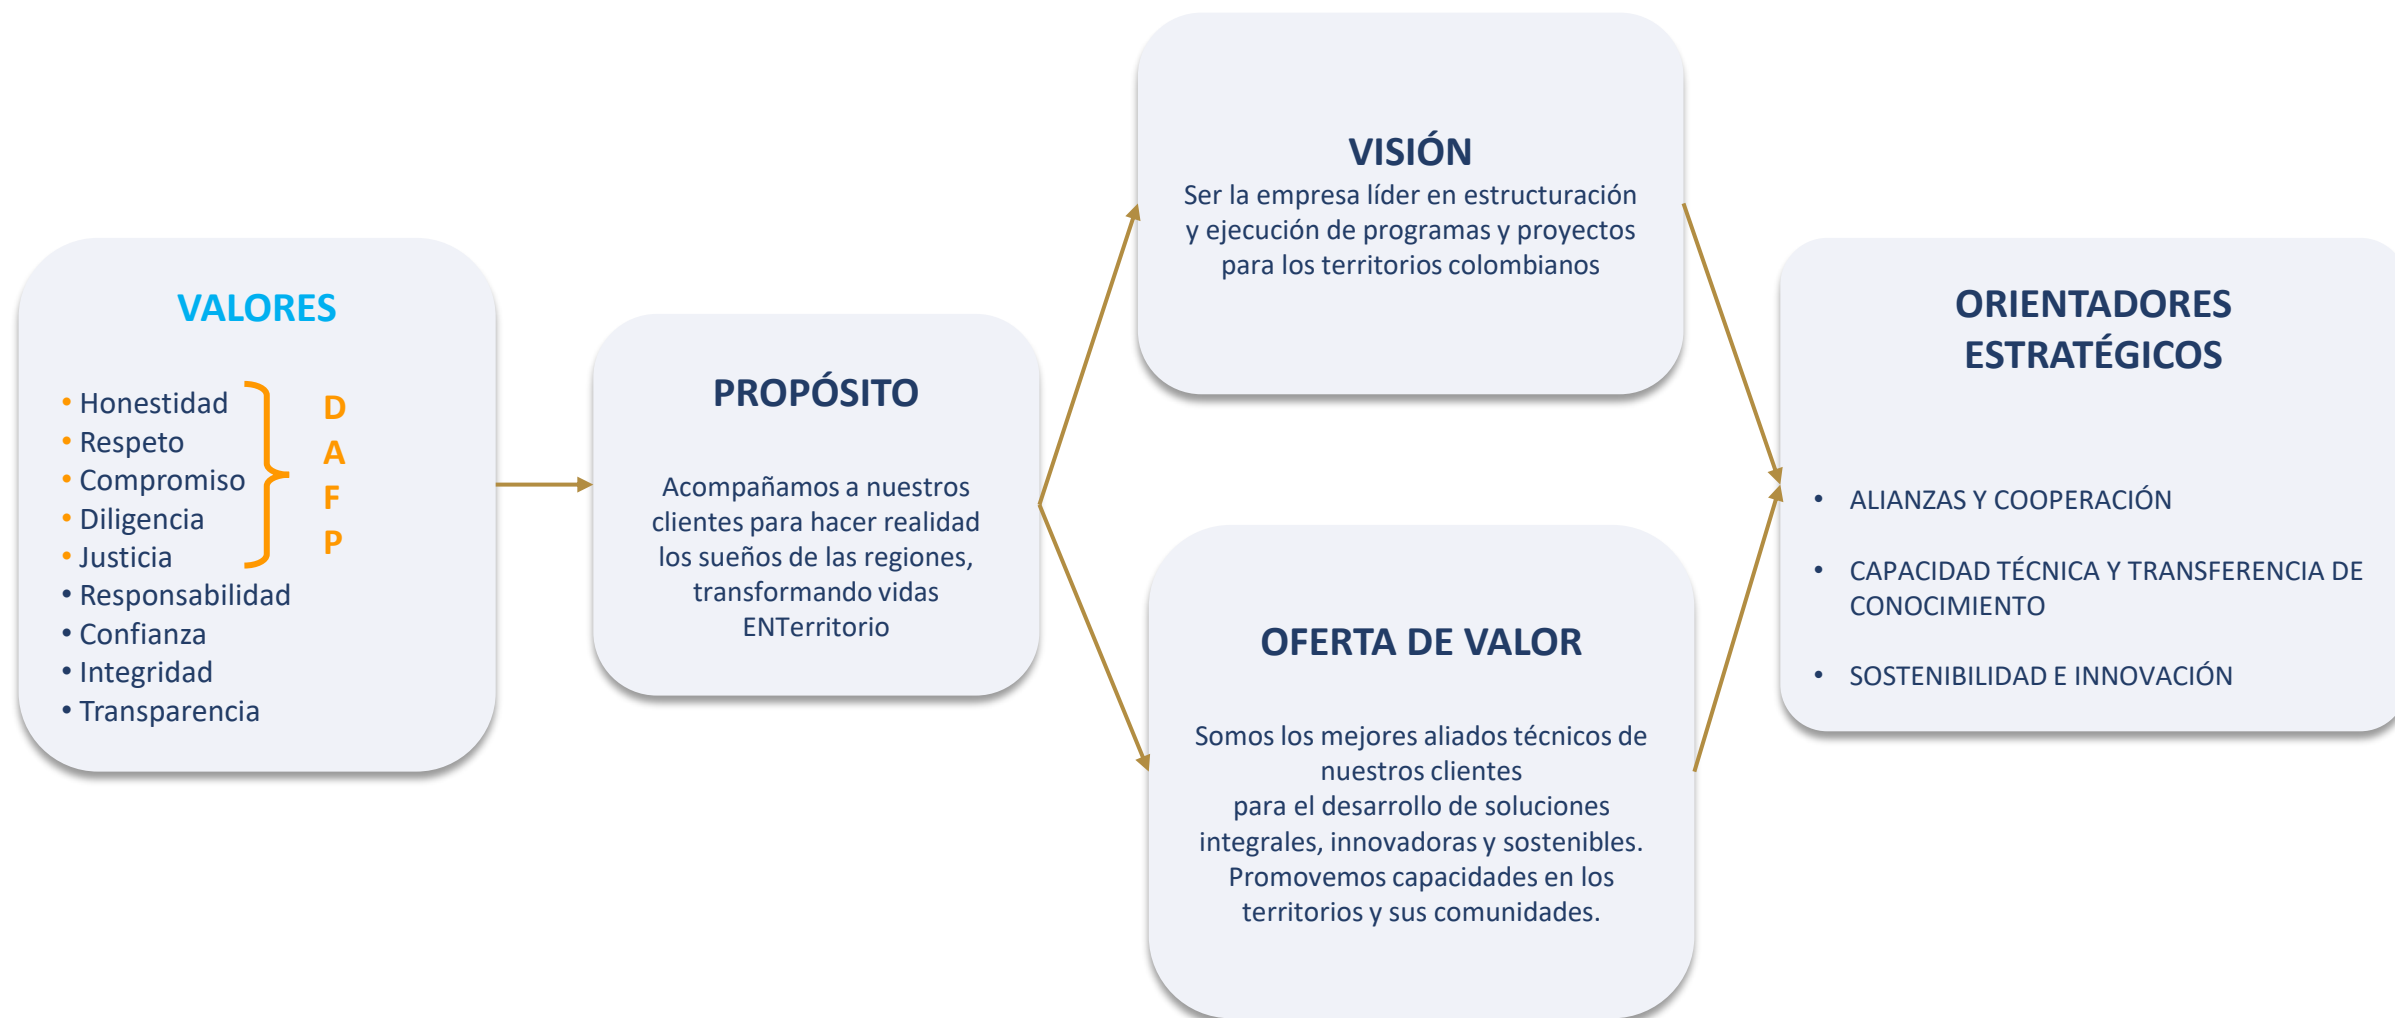 VALORES
• Honestidad
• Respeto
• Compromiso
• Diligencia
• Justicia
• Responsabilidad
• Confianza
• Integridad
• Transparencia
D
A
F
P
PROPÓSITO
Acompañamos a nuestros
clientes para hacer realidad
los sueños de las regiones,
transformando vidas
ENTerritorio
VISIÓN
Ser la empresa líder en estructuración
y ejecución de programas y proyectos
para los territorios colombianos
OFERTA DE VALOR
Somos los mejores aliados técnicos de
nuestros clientes
para el desarrollo de soluciones
integrales, innovadoras y sostenibles.
Promovemos capacidades en los
territorios y sus comunidades.
ORIENTADORES
ESTRATÉGICOS
• ALIANZAS Y COOPERACIÓN
• CAPACIDAD TÉCNICA Y TRANSFERENCIA DE
CONOCIMIENTO
• SOSTENIBILIDAD E INNOVACIÓN